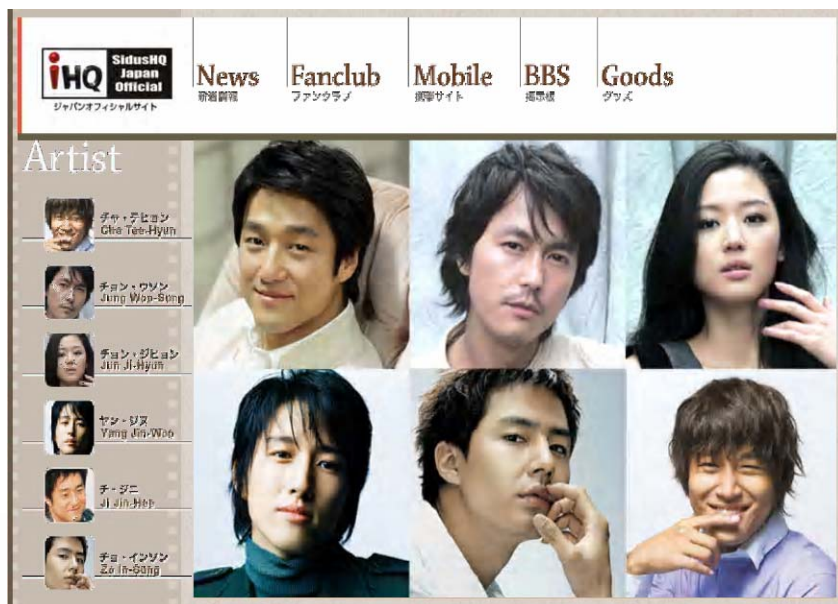 iHQ
SidusHQ
Japan
Official
ジャパンオフィシャルサイト
News
Fanclub
Mobile
BBS
Goods
新着情報
ファンクラブ
携帯サイト
掲示板
グッズ
Artist
チャ・テヒョン
Cha Tae-Hyun
チョン・ウソン
Jung Woo-Sung
チョン・ジヒョン
Jun Ji-Hyun
ヤン・ジヌ
Yang Jin-Woo
チ・ジニ
Ji Jin-Hee
チョ・インソン
Zo In-Sung